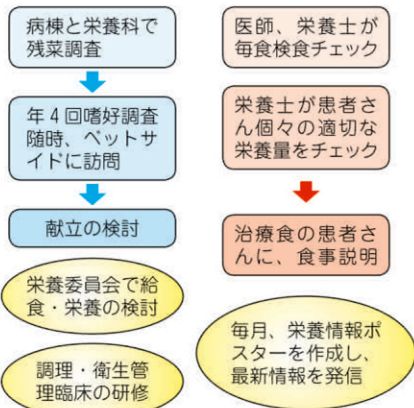 病棟と栄養科で
残菜調査
年4回嗜好調査
随時、ベットサ
イドに訪問
献立の検討
栄養委員会で給
食・栄養の検討
調理・衛生管
理臨床の研修
医師、栄養士が
毎食検食チェック
栄養士が患者さ
ん個々の適切な
栄養量をチェック
治療食の患者さ
んに、食事説明
毎月、栄養情報ポ
スターを作成し、
最新情報を発信